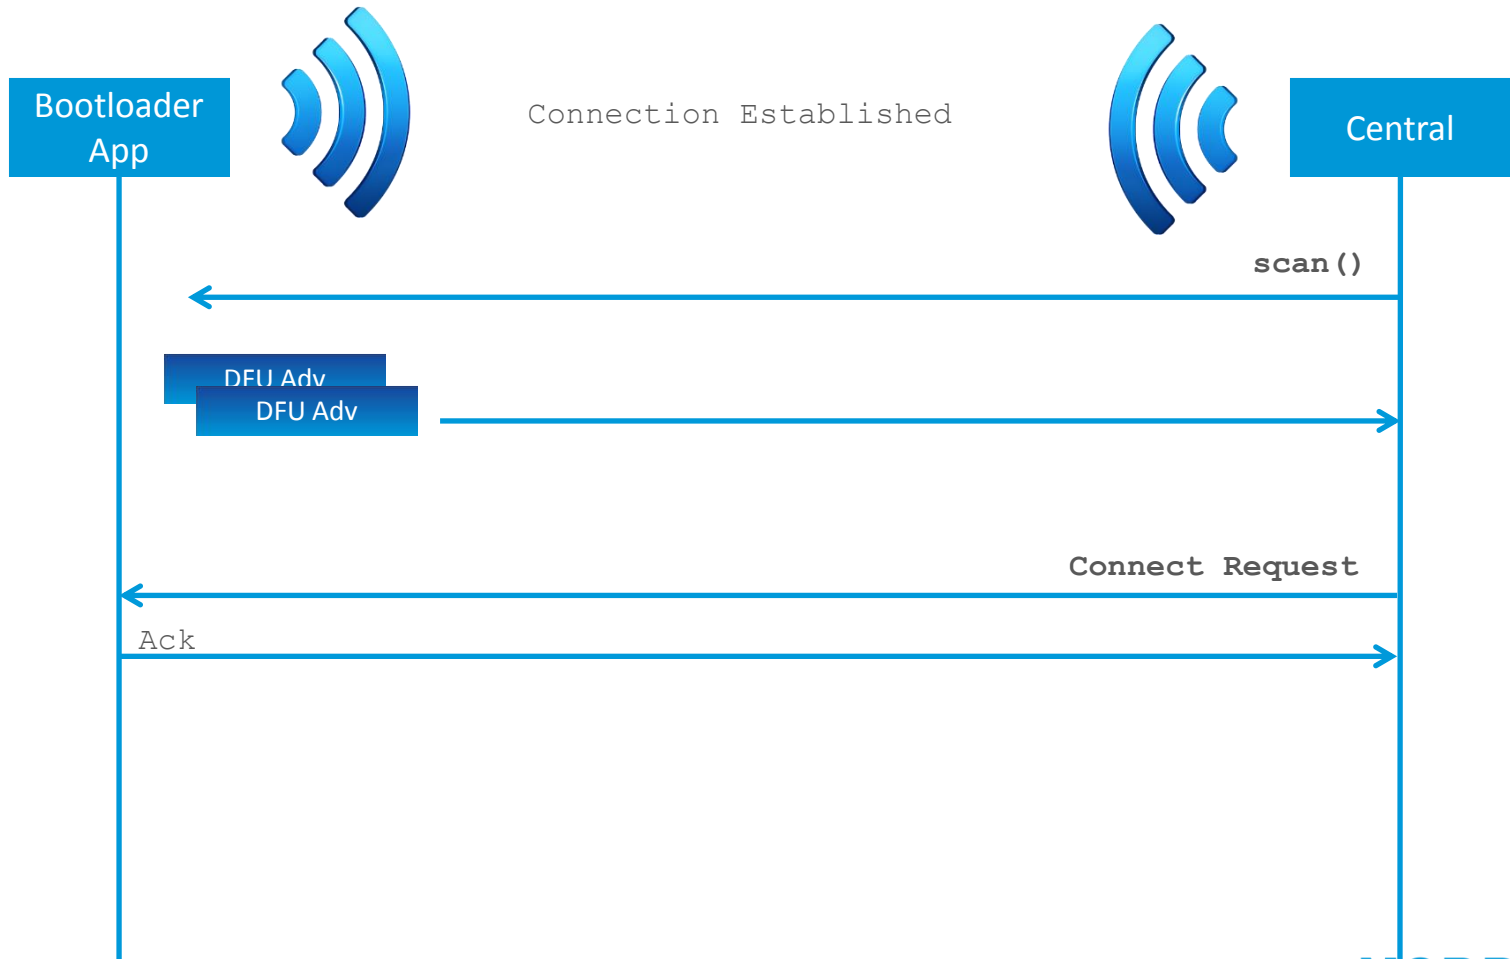 Bootloader
App
Connection Established
Central
scan()
DFU Adv
DFU Adv
Connect Request
Ack